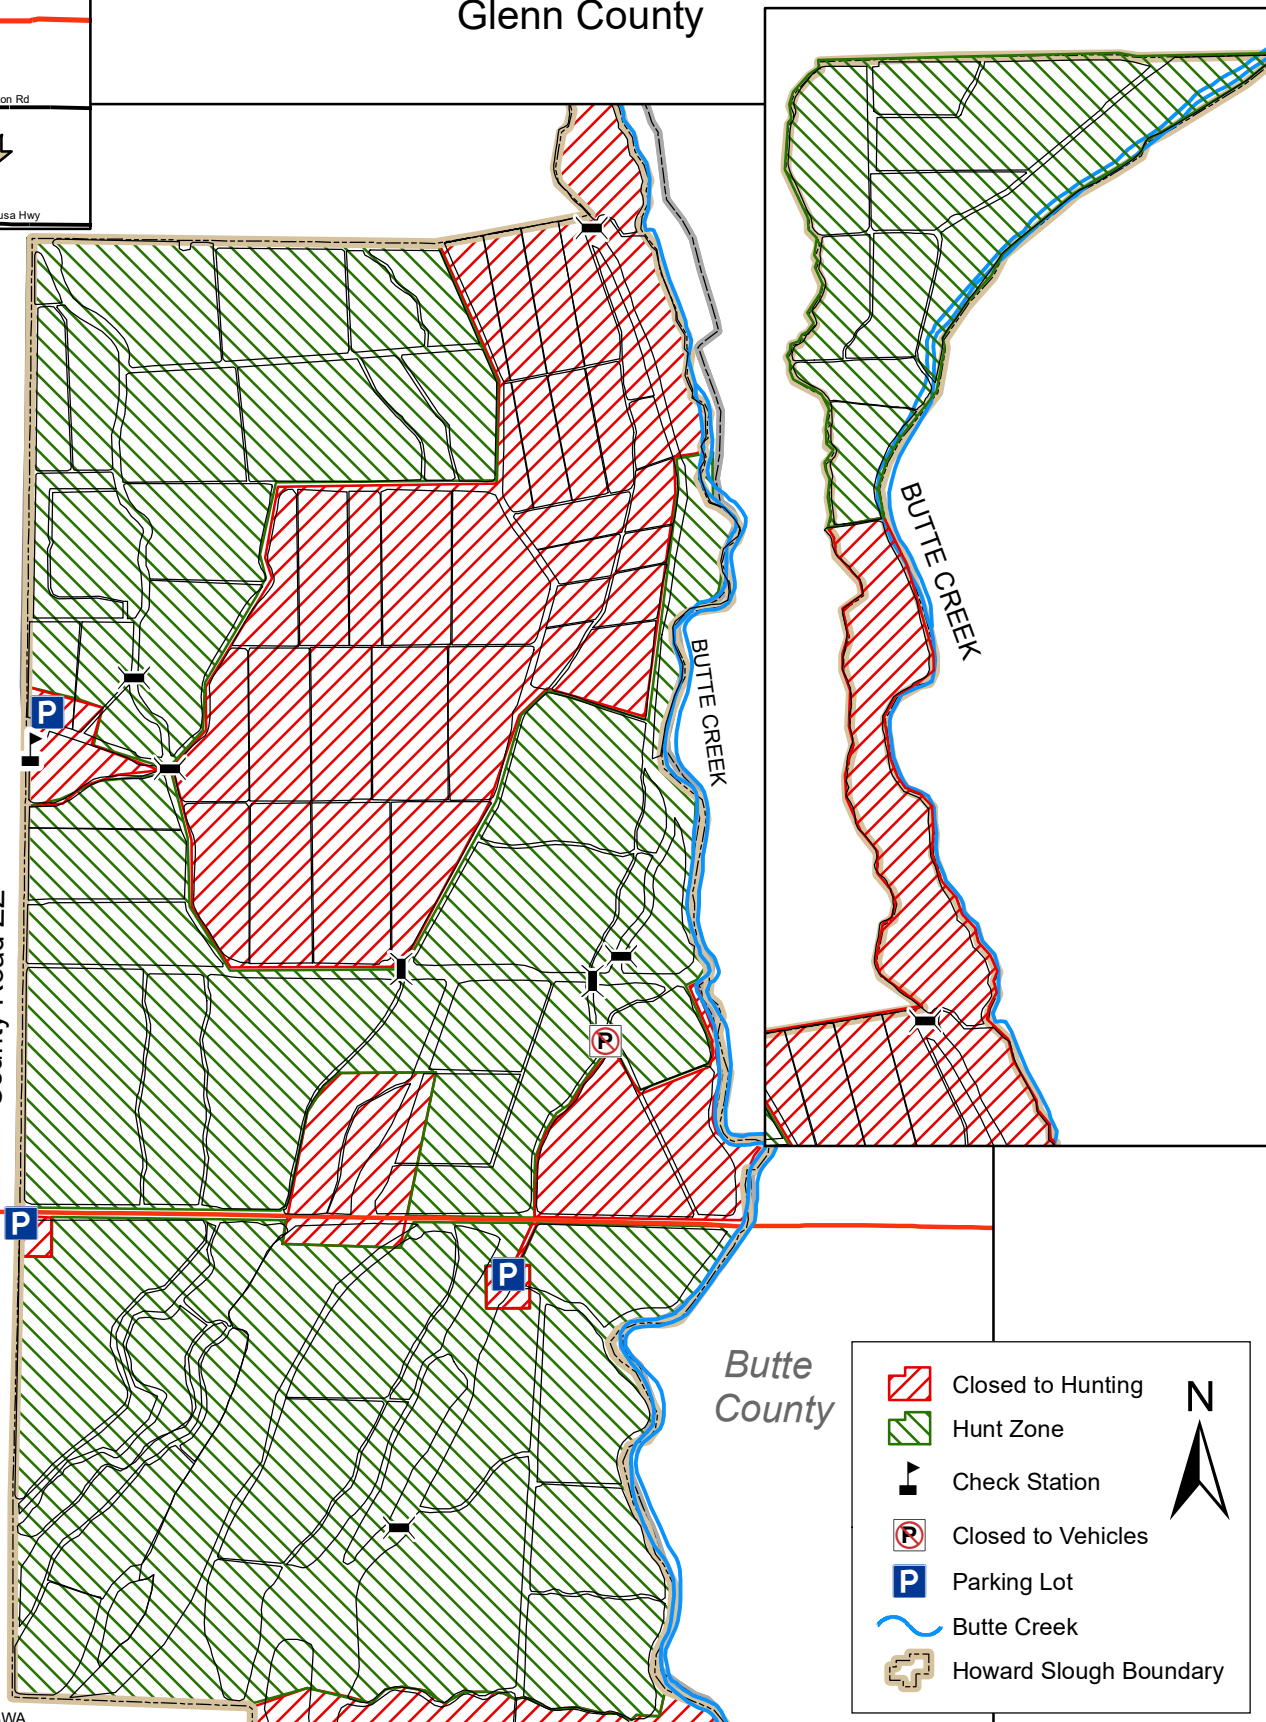 Glenn County
on Rd
usa Hwy
BUTTE CREEK
BUTTE CREEK
P
P
P
P
Butte
County
Closed to Hunting
Hunt Zone
Check Station
P
Closed to Vehicles
P
Parking Lot
Butte Creek
Howard Slough Boundary
N
WA